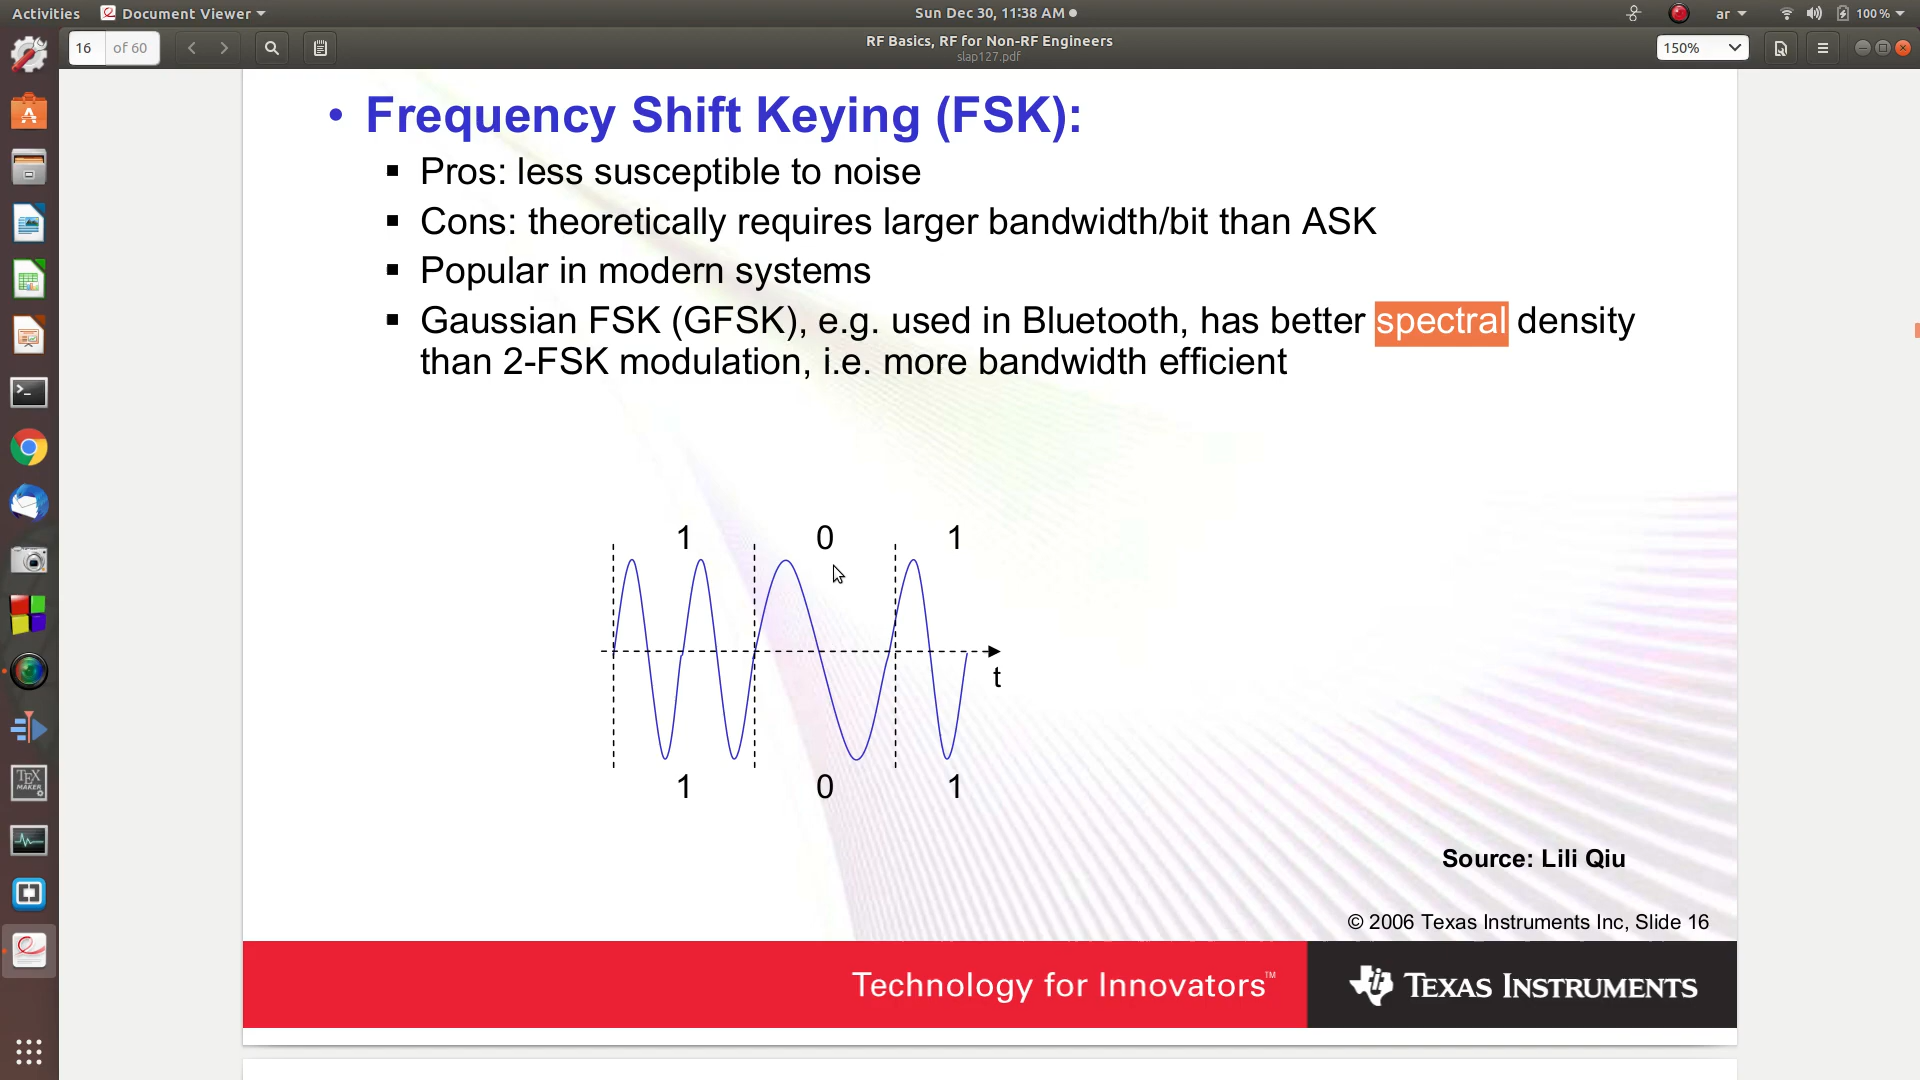 Activities
Document Viewer
Sun Dec 30, 11:38 AM
ar
100 %
16
of 60
RF Basics, RF for Non-RF Engineers
slap127.pdf
150%
• Frequency Shift Keying (FSK):
▪ Pros: less susceptible to noise
▪ Cons: theoretically requires larger bandwidth/bit than ASK
▪ Popular in modern systems
▪ Gaussian FSK (GFSK), e.g. used in Bluetooth, has better spectral density
than 2-FSK modulation, i.e. more bandwidth efficient
1 0 1
t
1 0 1
Source: Lili Qiu
© 2006 Texas Instruments Inc, Slide 16
Technology for Innovators™
TEXAS INSTRUMENTS
TEX
MAKER